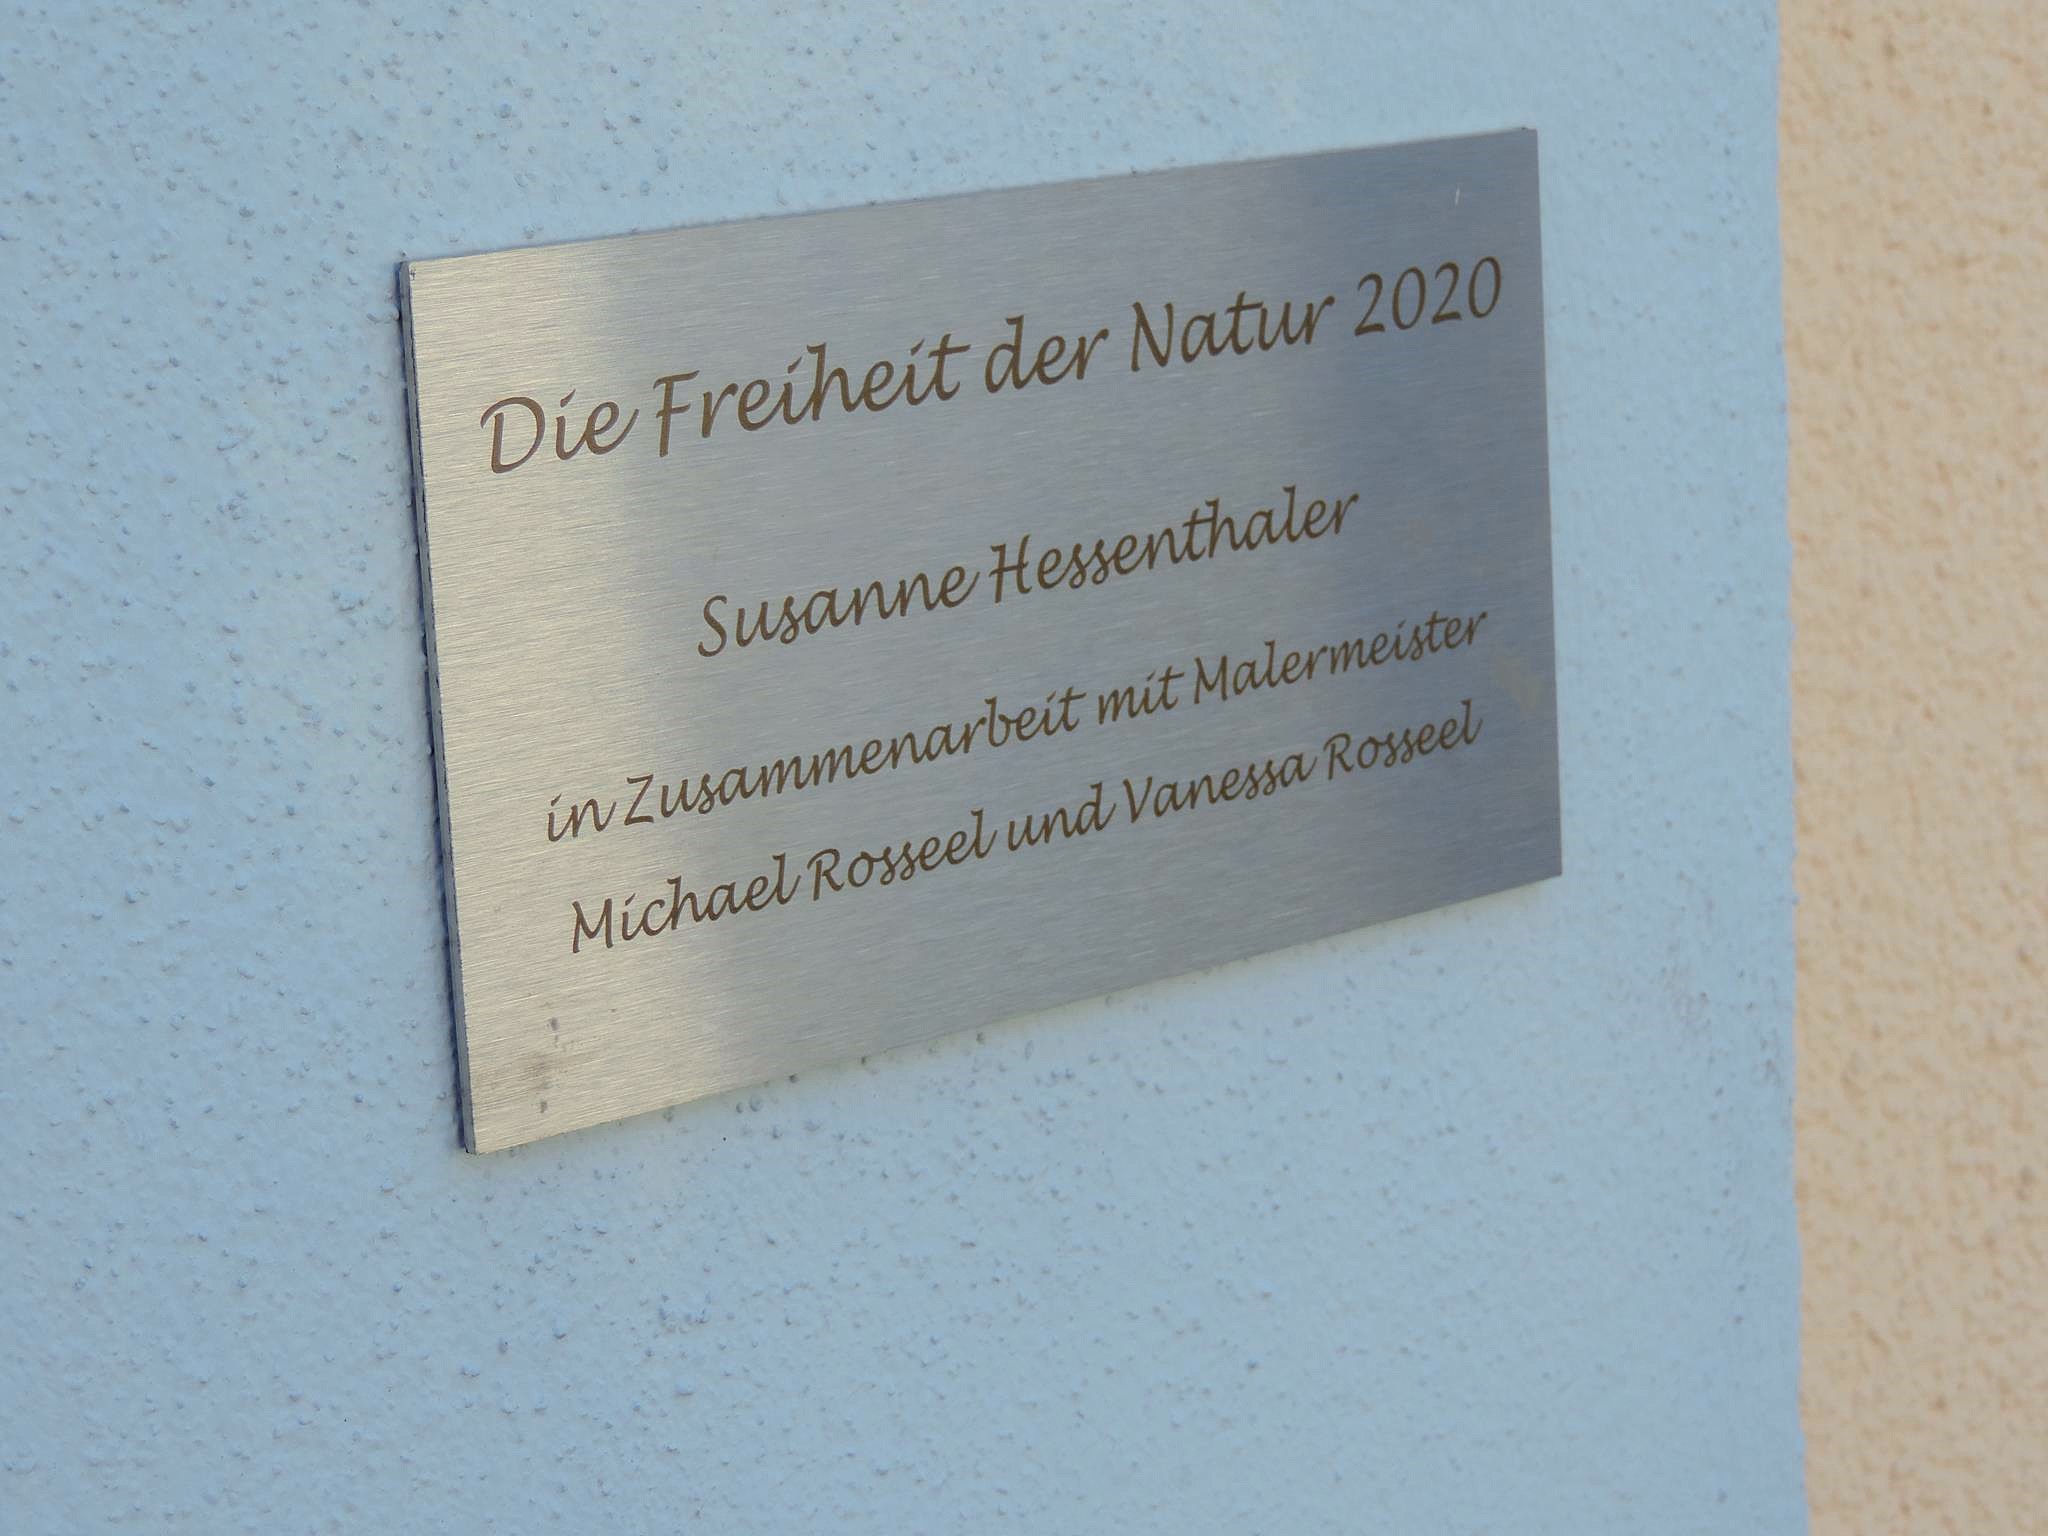 Die Freiheit der Natur 2020
Susanne Hessenthaler
in Zusammenarbeit mit Malermeister
Michael Rosseel und Vanessa Rosseel